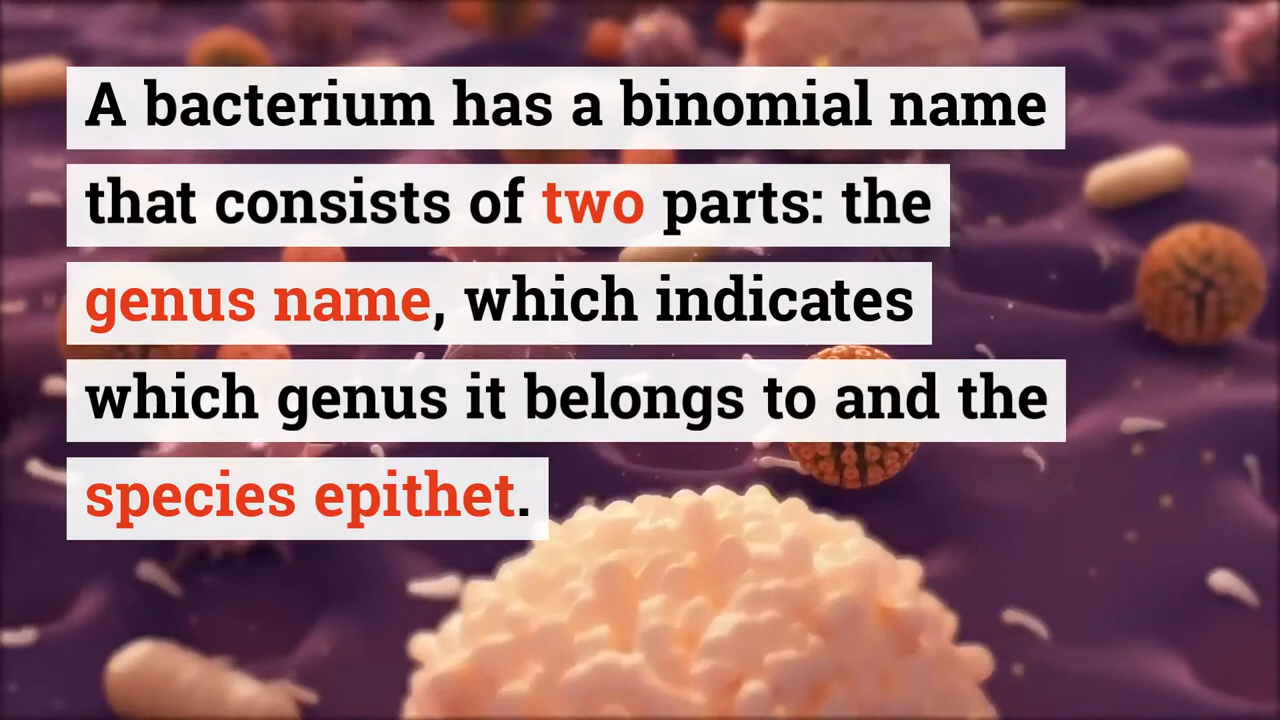 A bacterium has a binomial name
that consists of two parts: the
genus name, which indicates
which genus it belongs to and the
species epithet.